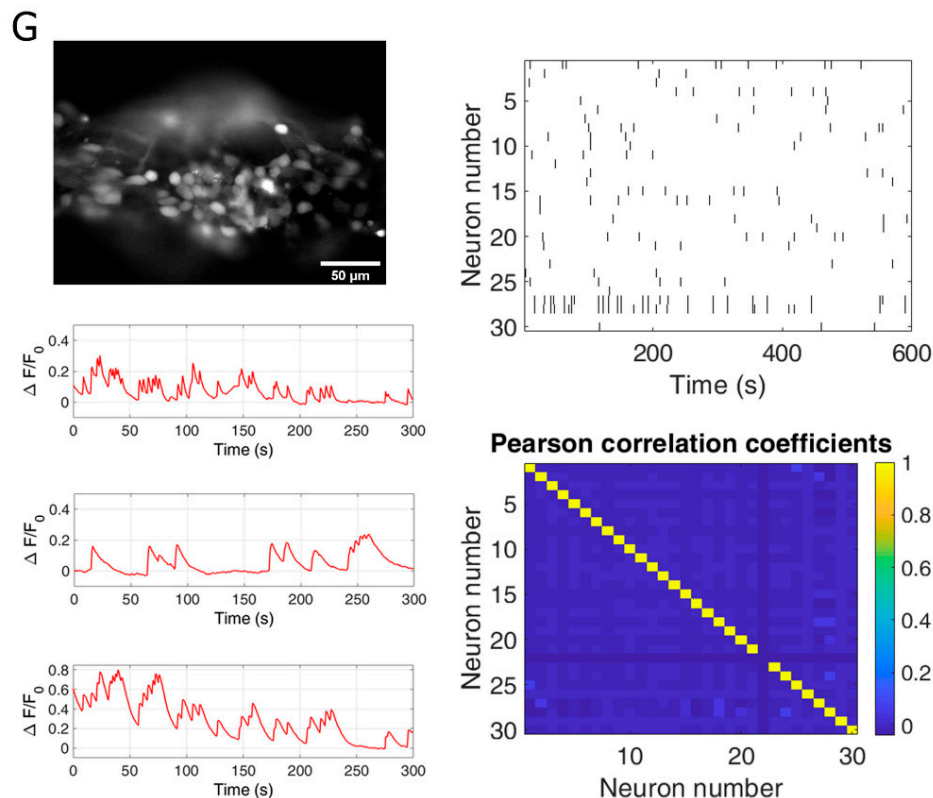 G
50 µm
0.4
0.2
0
Δ F/F0
0 50 100 150 200 250 300
Time (s)
0.4
0.2
0
Δ F/F0
0 50 100 150 200 250 300
Time (s)
0.8
0.6
0.4
0.2
0
Δ F/F0
0 50 100 150 200 250 300
Time (s)
Neuron number
5
10
15
20
25
30
200 400 600
Time (s)
Pearson correlation coefficients
Neuron number
5
10
15
20
25
30
10 20 30
Neuron number
1
0.8
0.6
0.4
0.2
0